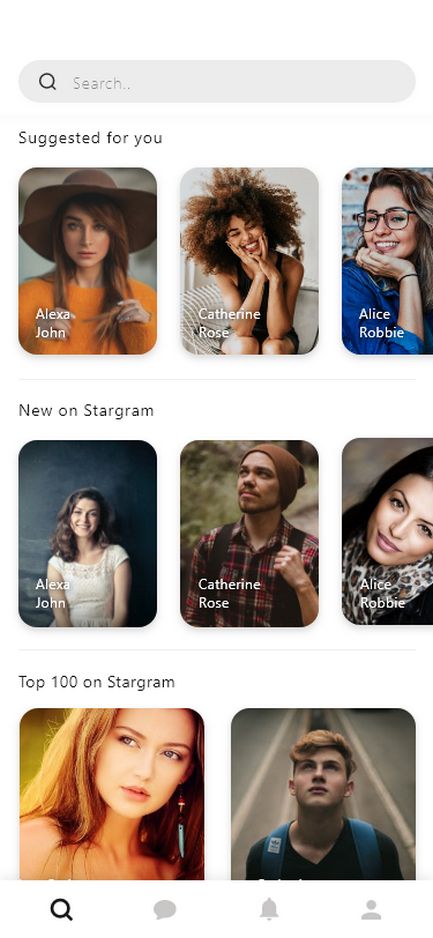 Search..
Suggested for you
Alexa
John
Catherine
Rose
Alice
Robbie
New on Stargram
Alexa
John
Catherine
Rose
Alice
Robbie
Top 100 on Stargram